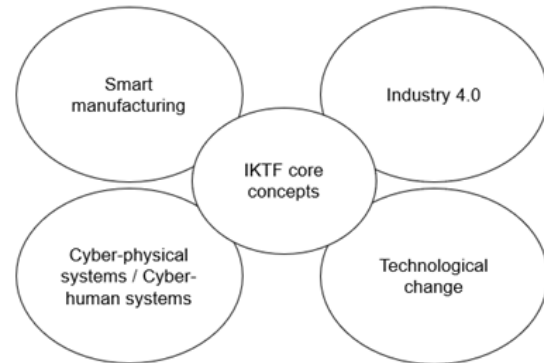 Smart
manufacturing
Industry 4.0
IKTF core
concepts
Cyber-physical
systems / Cyber-
human systems
Technological
change